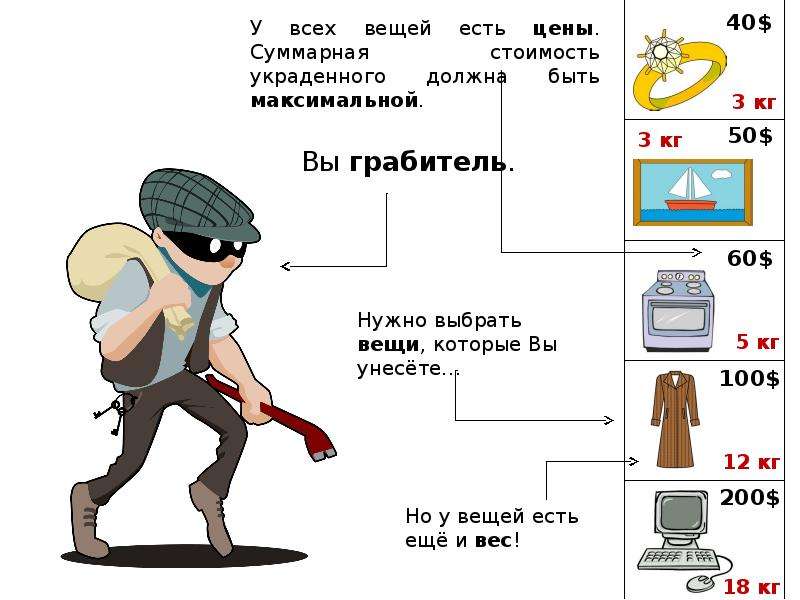 У всех вещей есть цены.
Суммарная стоимость
украденного должна быть
максимальной.
Вы грабитель.
Нужно выбрать
вещи, которые Вы
унесёте...
Но у вещей есть
ещё и вес!
40$
3 кг
3 кг 50$
60$
5 кг
100$
12 кг
200$
18 кг